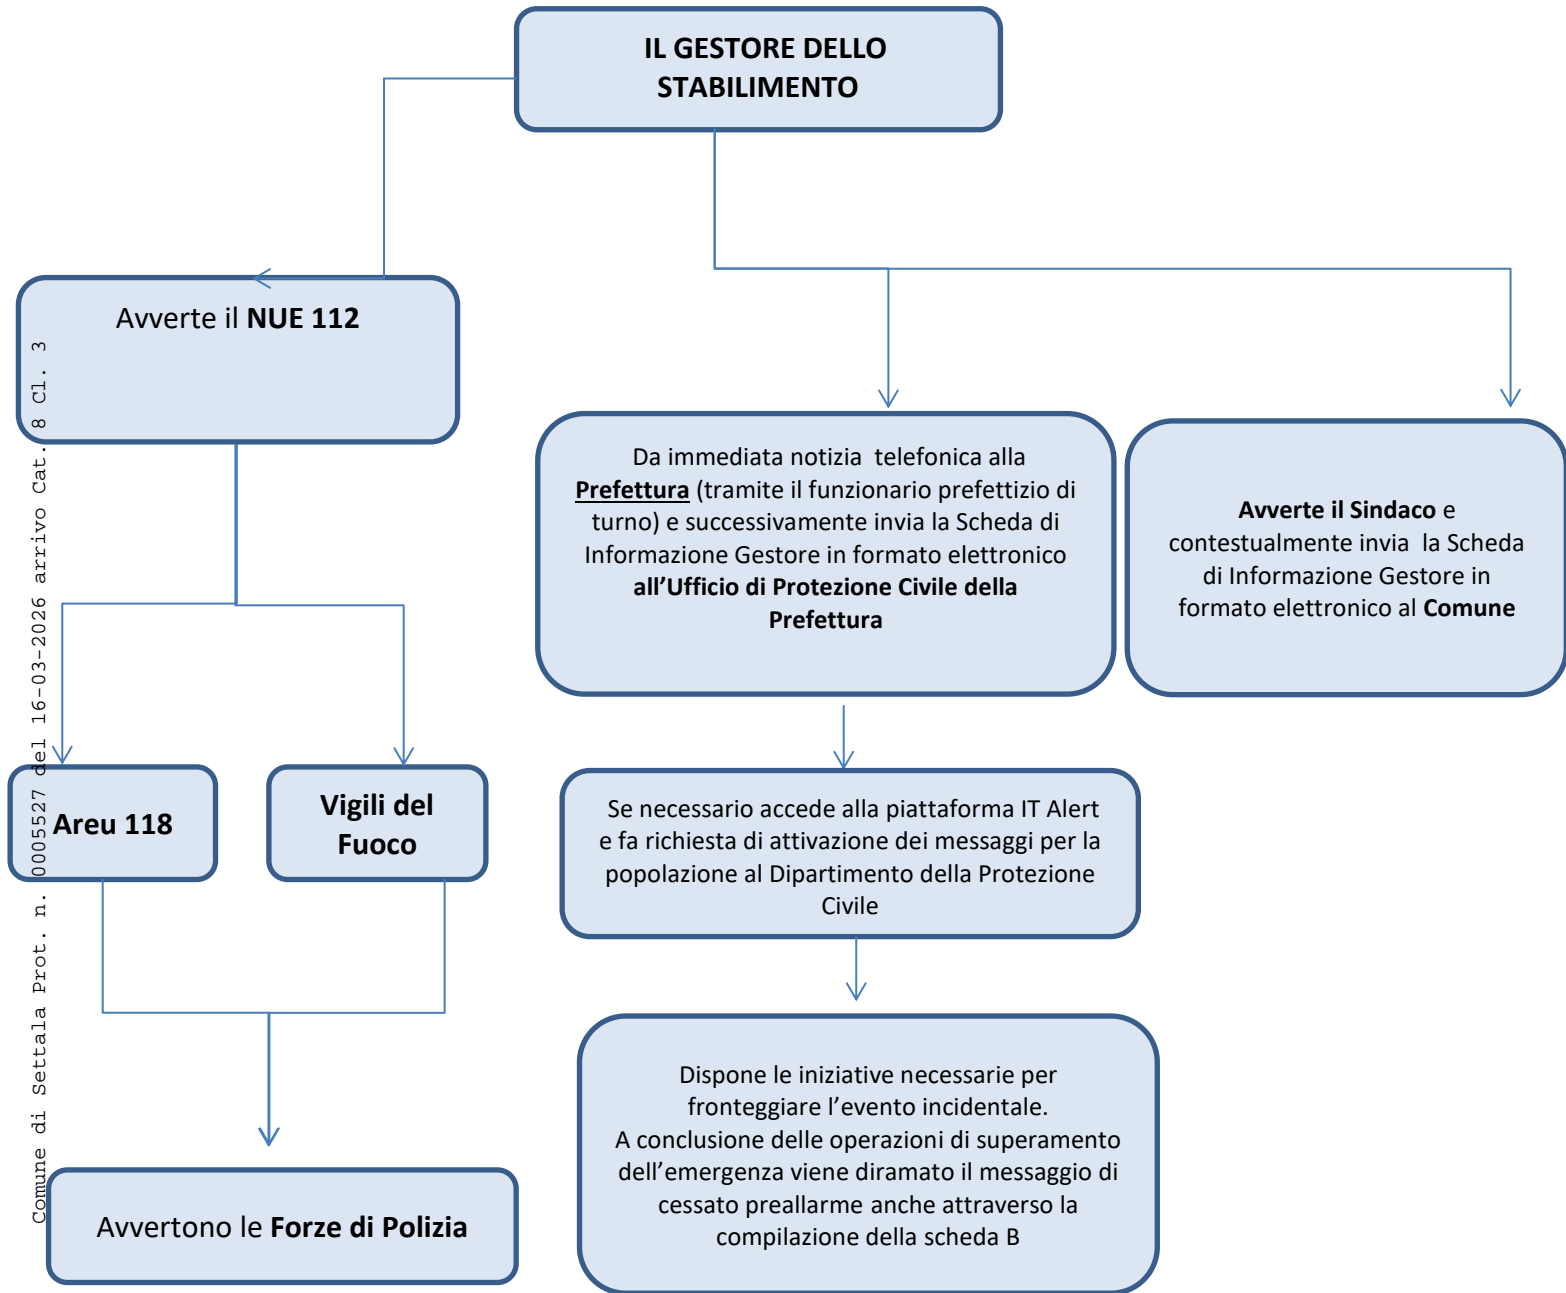 IL GESTORE DELLO
STABILIMENTO
Avverte il NUE 112
Da immediata notizia telefonica alla
Prefettura (tramite il funzionario prefettizio di
turno) e successivamente invia la Scheda di
Informazione Gestore in formato elettronico
all’Ufficio di Protezione Civile della
Prefettura
Avverte il Sindaco e
contestualmente invia la Scheda
di Informazione Gestore in
formato elettronico al Comune
Areu 118
Vigili del
Fuoco
Se necessario accede alla piattaforma IT Alert
e fa richiesta di attivazione dei messaggi per la
popolazione al Dipartimento della Protezione
Civile
Avvertono le Forze di Polizia
Dispone le iniziative necessarie per
fronteggiare l’evento incidentale.
A conclusione delle operazioni di superamento
dell’emergenza viene diramato il messaggio di
cessato preallarme anche attraverso la
compilazione della scheda B
Comune di Settala Prot. n. 0005527 del 16-03-2026 arrivo Cat. 8 Cl. 3